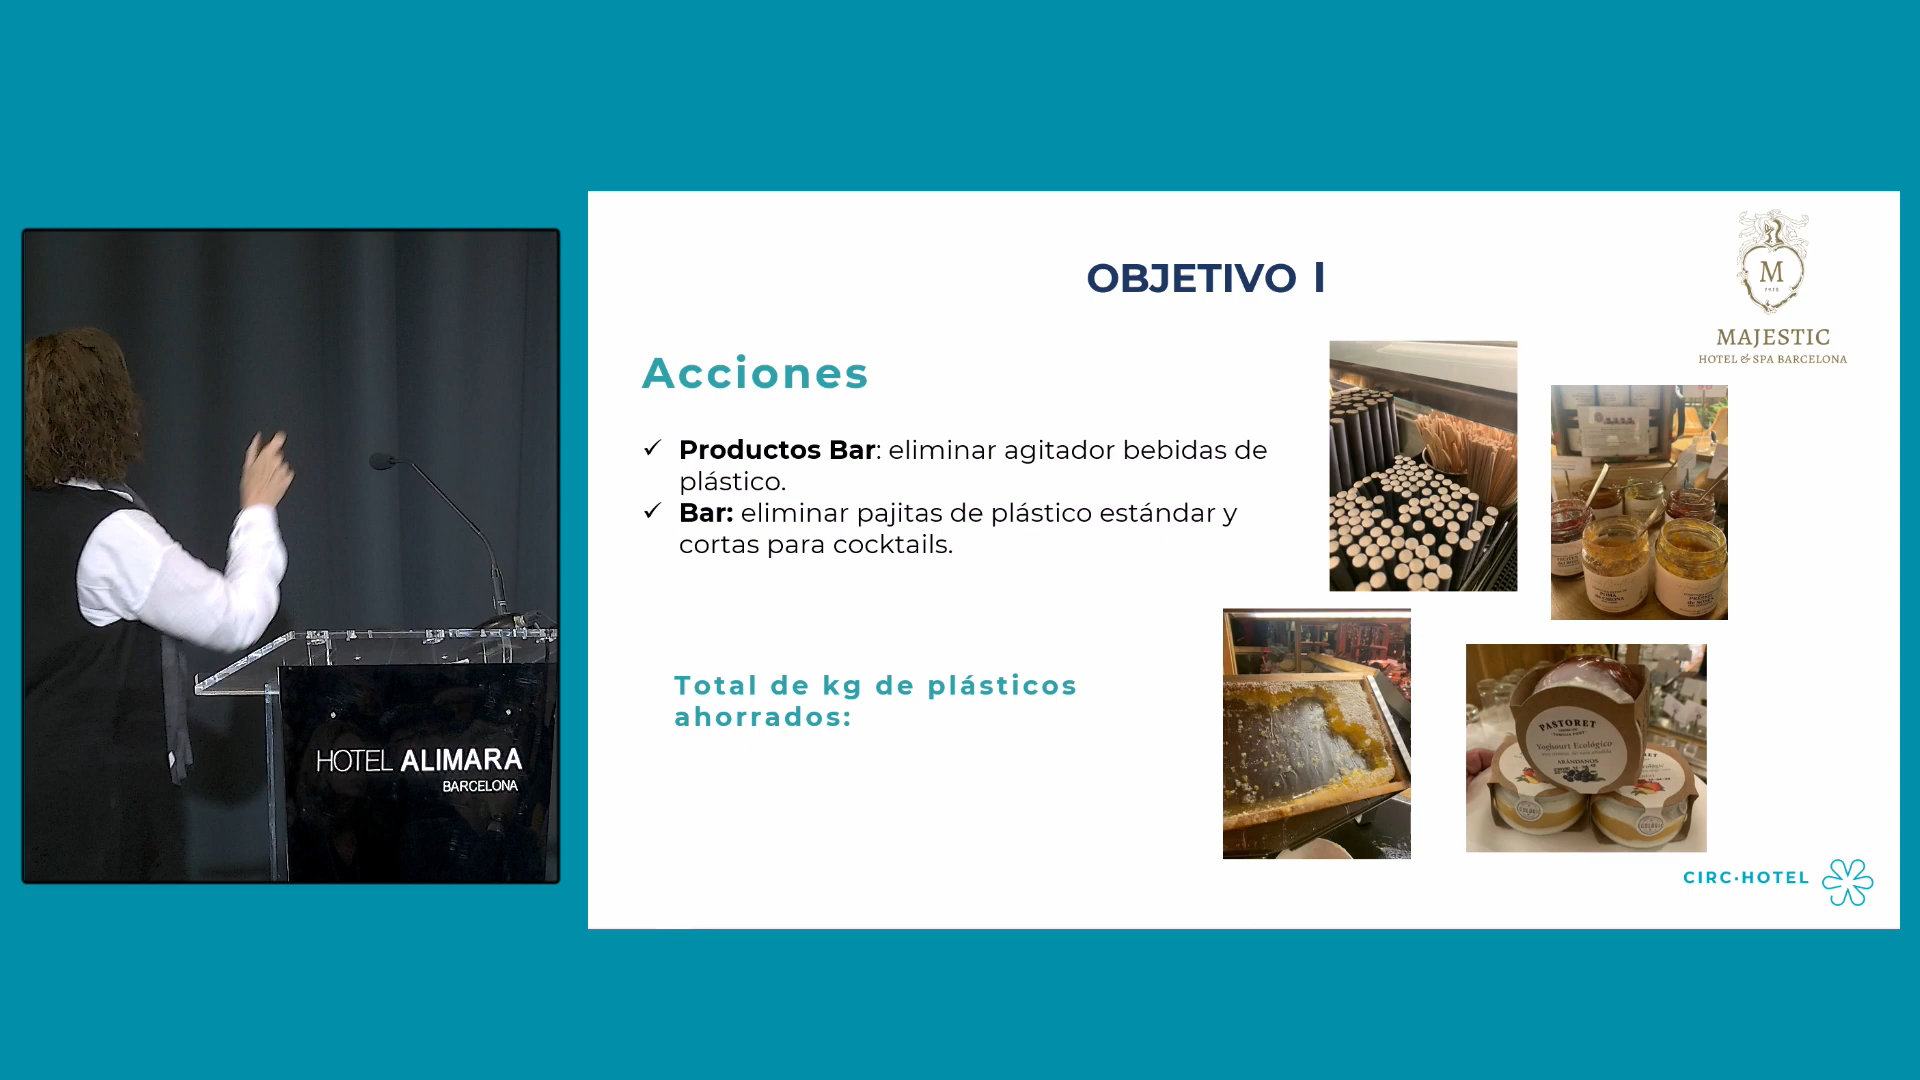 OBJETIVO I
M
MAJESTIC
HOTEL & SPA BARCELONA
Acciones
✓ Productos Bar: eliminar agitador bebidas de
plástico.
✓ Bar: eliminar pajitas de plástico estándar y
cortas para cocktails.
Total de kg de plásticos
ahorrados:
PASTORET
Yoghourt Ecológico
ARÁNDANOS
HOTEL ALIMARA
BARCELONA
CIRC·HOTEL